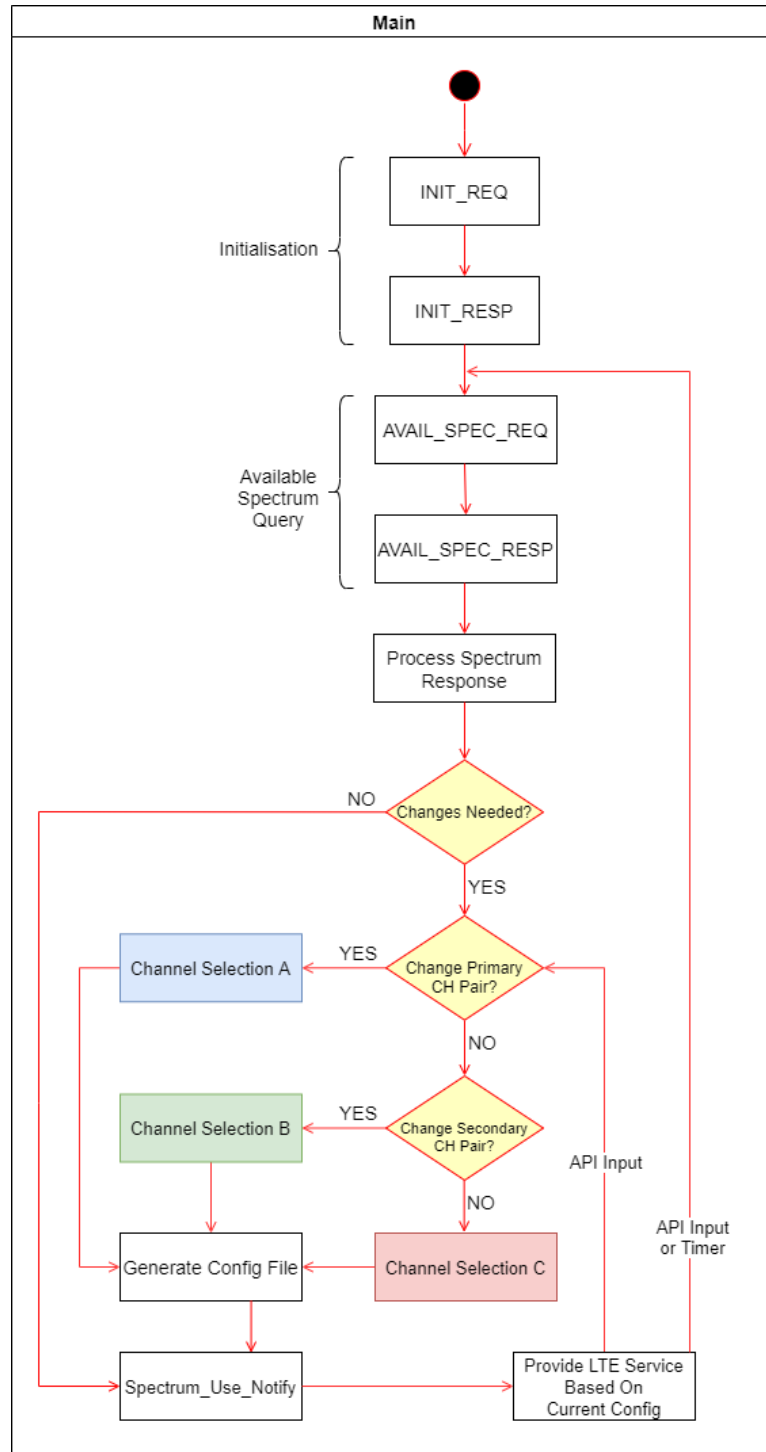 Main
INIT_REQ
Initialisation
INIT_RESP
AVAIL_SPEC_REQ
Available
Spectrum
Query
AVAIL_SPEC_RESP
Process Spectrum
Response
NO
Changes Needed?
YES
Channel Selection A
YES
Change Primary
CH Pair?
NO
Channel Selection B
YES
Change Secondary
CH Pair?
API Input
NO
API Input
or Timer
Generate Config File
Channel Selection C
Spectrum_Use_Notify
Provide LTE Service
Based On
Current Config